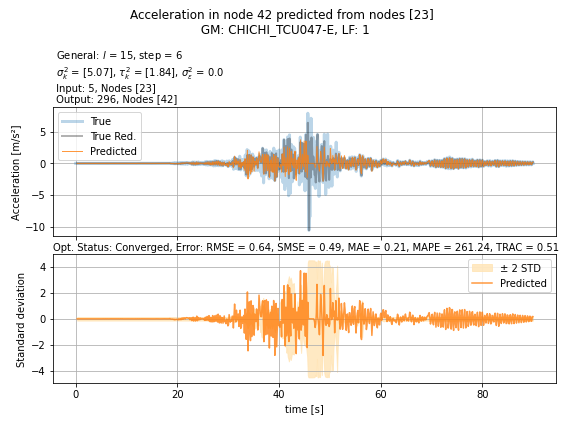 Acceleration in node 42 predicted from nodes [23]
GM: CHICHI_TCU047-E, LF: 1
General: l = 15, step = 6
σ²ₖ = [5.07], τ²ₖ = [1.84], σ²ε = 0.0
Input: 5, Nodes [23]
Output: 296, Nodes [42]
True
True Red.
Predicted
5
0
−5
−10
Acceleration [m/s²]
Opt. Status: Converged, Error: RMSE = 0.64, SMSE = 0.49, MAE = 0.21, MAPE = 261.24, TRAC = 0.51
± 2 STD
Predicted
4
2
0
−2
−4
Standard deviation
0 20 40 60 80
time [s]